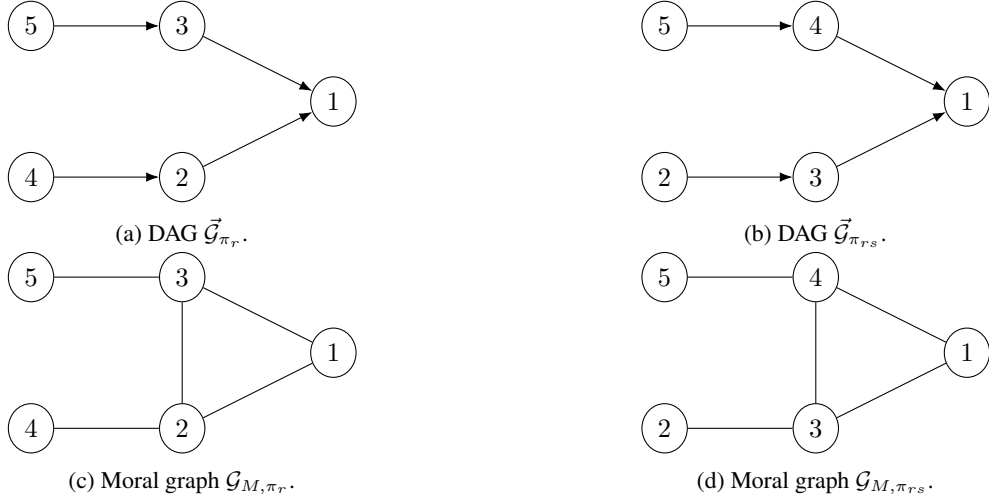 5 3 5 4
1 1
4 2 2 3
(a) DAG $\vec{\mathcal{G}}_{\pi_r}$. (b) DAG $\vec{\mathcal{G}}_{\pi_{rs}}$.
5 3 5 4
1 1
4 2 2 3
(c) Moral graph $\mathcal{G}_{M,\pi_r}$. (d) Moral graph $\mathcal{G}_{M,\pi_{rs}}$.